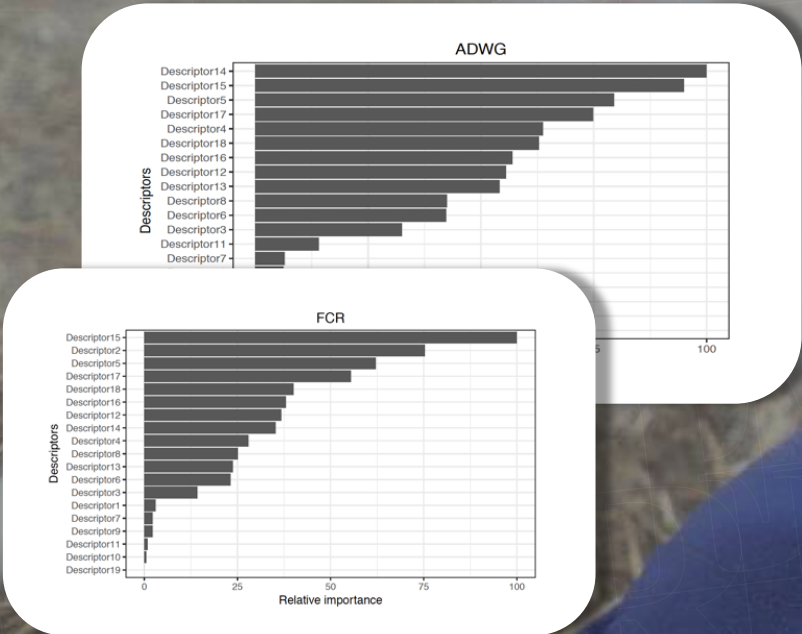 ADWG
Descriptors
Descriptor14
Descriptor15
Descriptor5
Descriptor17
Descriptor4
Descriptor18
Descriptor16
Descriptor12
Descriptor13
Descriptor8
Descriptor6
Descriptor3
Descriptor11
Descriptor7
5 100
FCR
Descriptors
Descriptor15
Descriptor2
Descriptor5
Descriptor17
Descriptor18
Descriptor16
Descriptor12
Descriptor14
Descriptor4
Descriptor8
Descriptor13
Descriptor6
Descriptor3
Descriptor1
Descriptor7
Descriptor9
Descriptor11
Descriptor10
Descriptor19
0 25 50 75 100
Relative importance